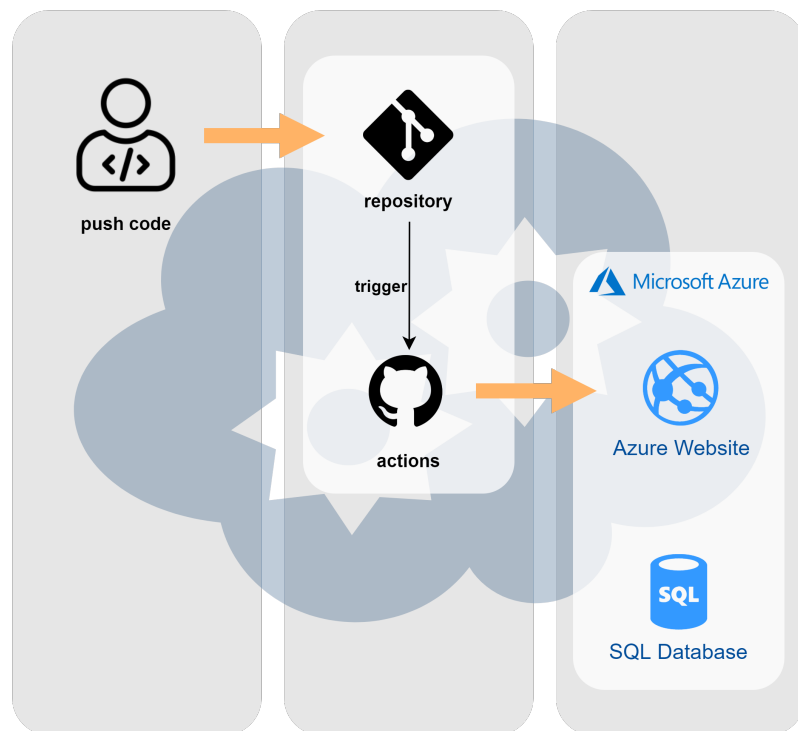 push code
repository
trigger
actions
Microsoft Azure
Azure Website
SQL
SQL Database